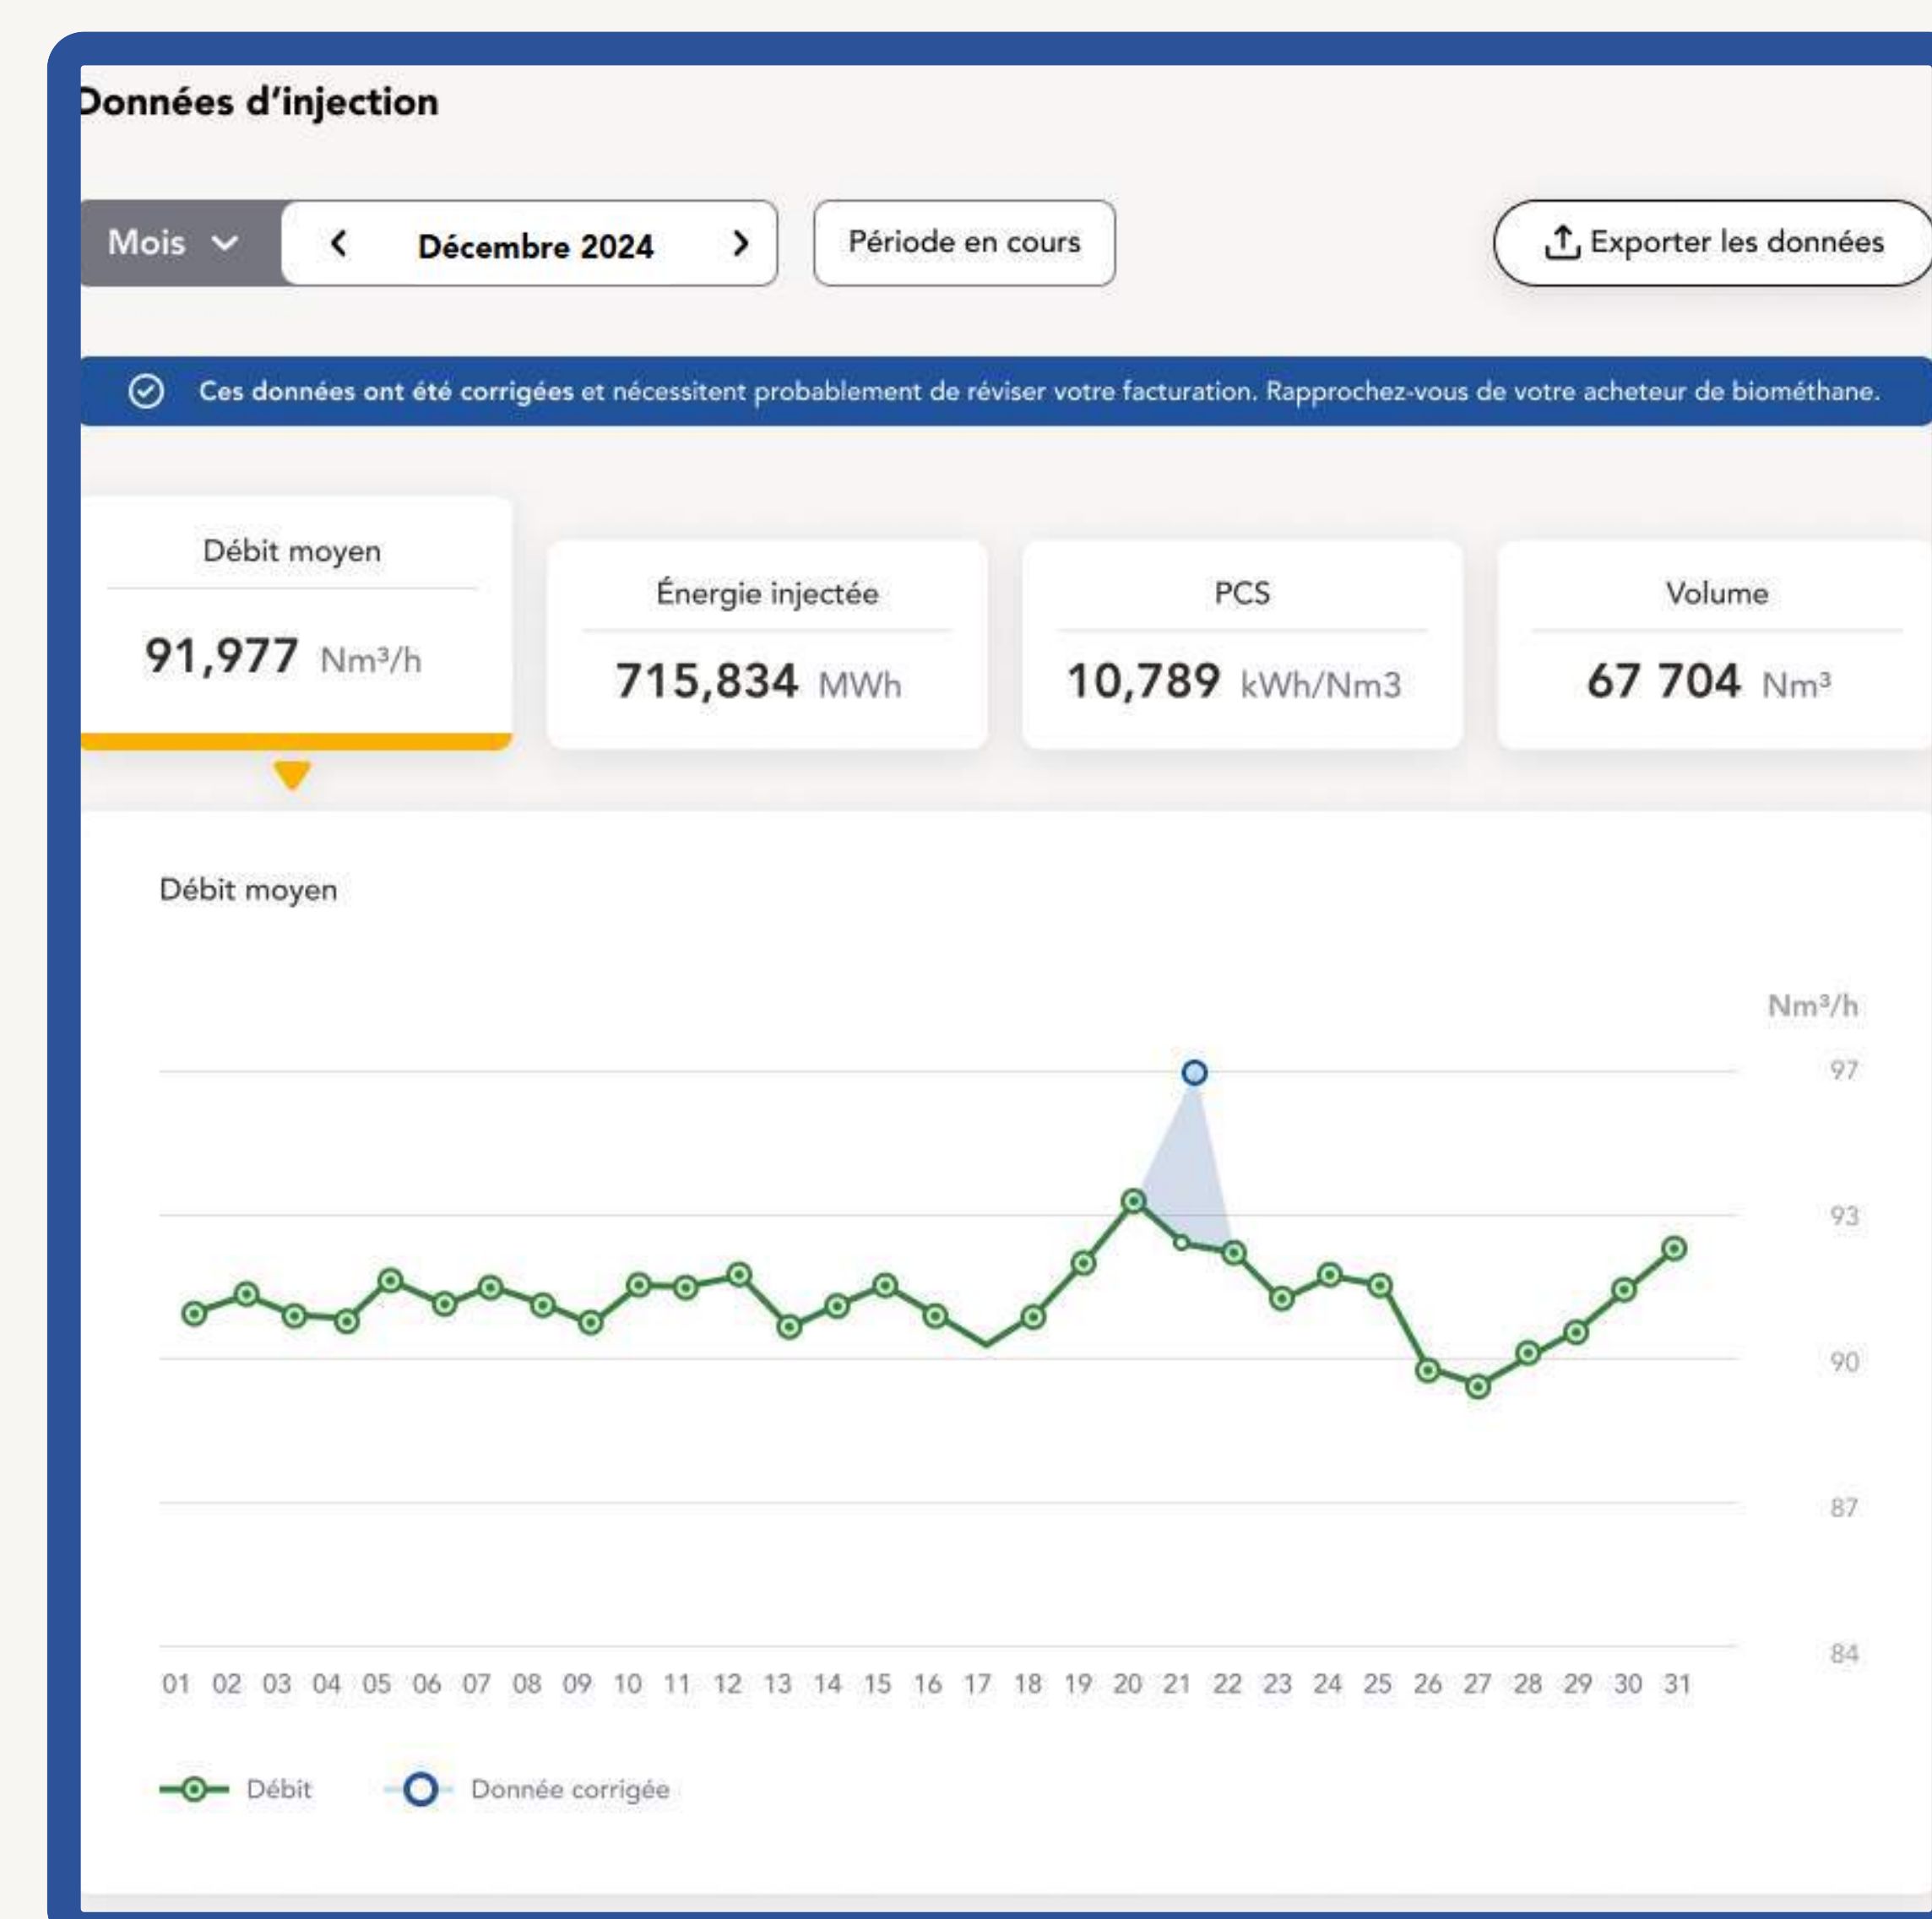 Données d'injection
Mois
Décembre 2024
Période en cours
Exporter les données
Ces données ont été corrigées et nécessitent probablement de réviser votre facturation. Rapprochez-vous de votre acheteur de biométhane.
Débit moyen
91,977 Nm³/h
Énergie injectée
715,834 MWh
PCS
10,789 kWh/Nm3
Volume
67 704 Nm³
Débit moyen
Nm³/h
97
93
90
87
84
01 02 03 04 05 06 07 08 09 10 11 12 13 14 15 16 17 18 19 20 21 22 23 24 25 26 27 28 29 30 31
Débit
Donnée corrigée